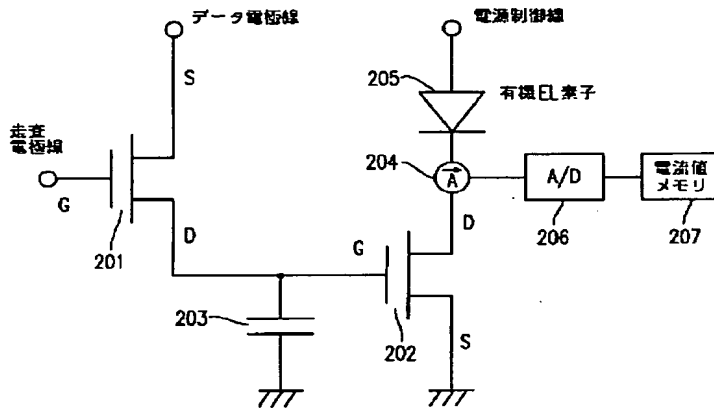 データ電極線
電源制御線
S
205
有機EL素子
走査
電極線
204
A
A/D
電流値
メモリ
G
D
D
206
207
201
G
203
202
S